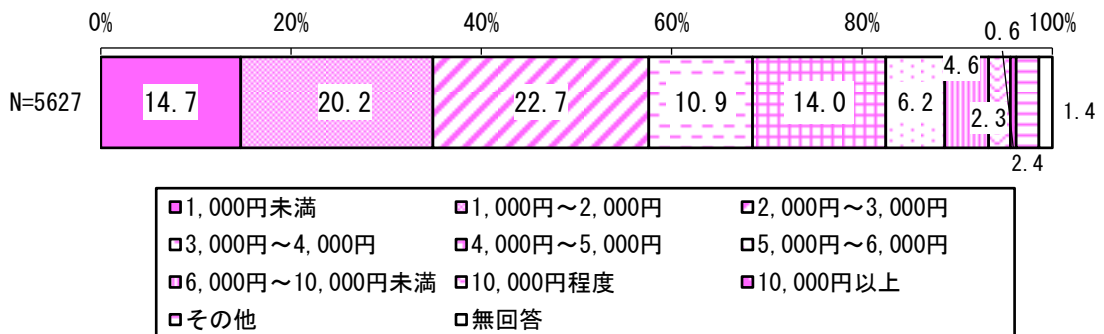 0% 20% 40% 60% 80% 100%
0.6
4.6
N=5627 14.7 20.2 22.7 10.9 14.0 6.2 2.3 1.4
2.4
1,000円未満 1,000円～2,000円 2,000円～3,000円
3,000円～4,000円 4,000円～5,000円 5,000円～6,000円
6,000円～10,000円未満 10,000円程度 10,000円以上
その他 無回答